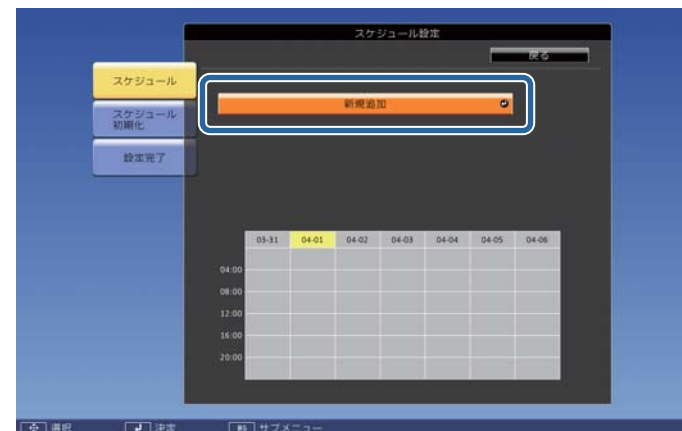 スケジュール設定
戻る
スケジュール
スケジュール
初期化
設定完了
新規追加
03-31 04-01 04-02 04-03 04-04 04-05 04-06
04:00
08:00
12:00
16:00
20:00
選択 決定 サブメニュー